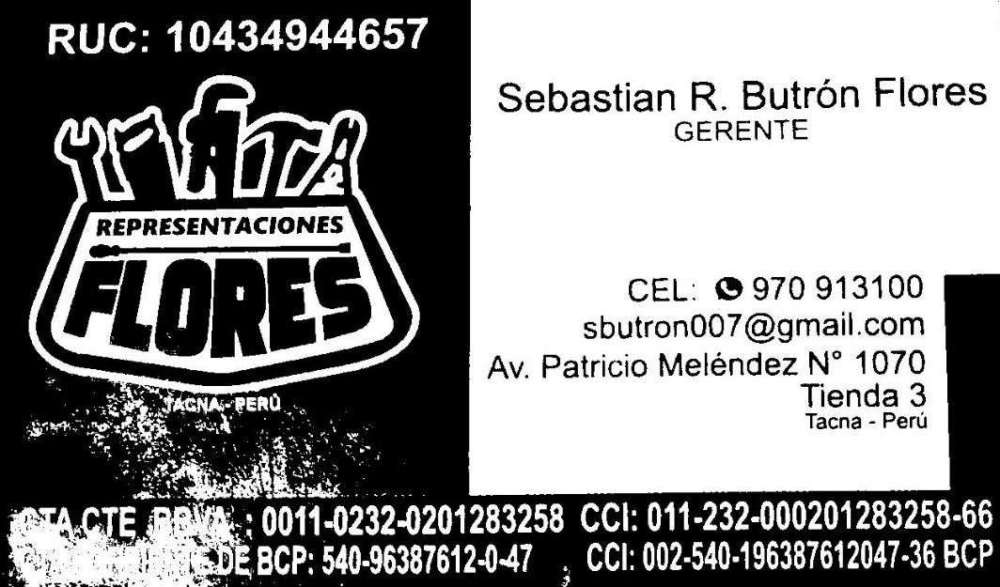 RUC: 10434944657
REPRESENTACIONES
FLORES
TACNA - PERÚ
Sebastian R. Butrón Flores
GERENTE
CEL: 970 913100
sbutron007@gmail.com
Av. Patricio Meléndez N° 1070
Tienda 3
Tacna - Perú
CTA CTE BBVA : 0011-0232-0201283258 CCI: 011-232-000201283258-66
DE BCP: 540-96387612-0-47 CCI: 002-540-196387612047-36 BCP